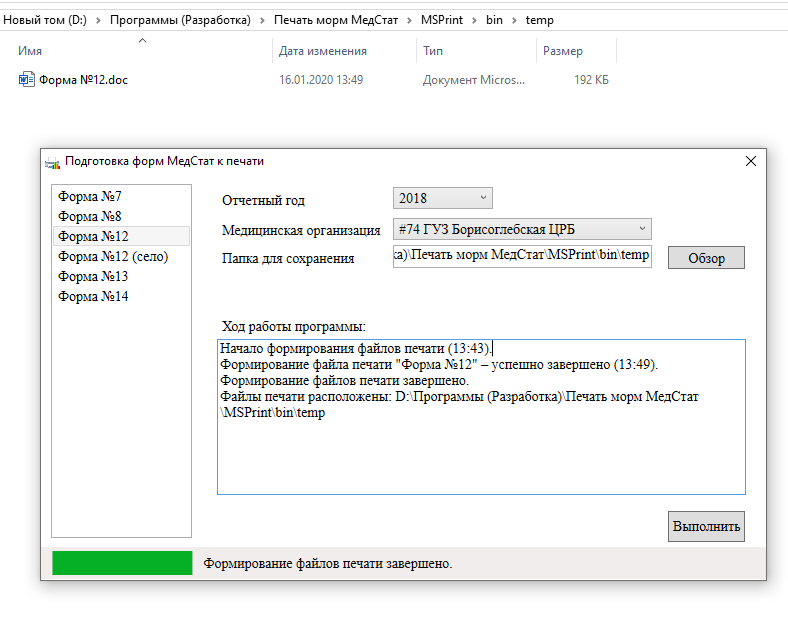 Новый том (D:) > Программы (Разработка) > Печать морм МедСтат > MSPrint > bin > temp
Имя Дата изменения Тип Размер
Форма №12.doc 16.01.2020 13:49 Документ Micros... 192 КБ
Подготовка форм МедСтат к печати
Форма №7
Форма №8
Форма №12
Форма №12 (село)
Форма №13
Форма №14
Отчетный год 2018
Медицинская организация #74 ГУЗ Борисоглебская ЦРБ
Папка для сохранения ка)\Печать морм МедСтат\MSPrint\bin\temp Обзор
Ход работы программы:
Начало формирования файлов печати (13:43).
Формирование файла печати "Форма №12" – успешно завершено (13:49).
Формирование файлов печати завершено.
Файлы печати расположены: D:\Программы (Разработка)\Печать морм МедСтат
\MSPrint\bin\temp
Выполнить
Формирование файлов печати завершено.